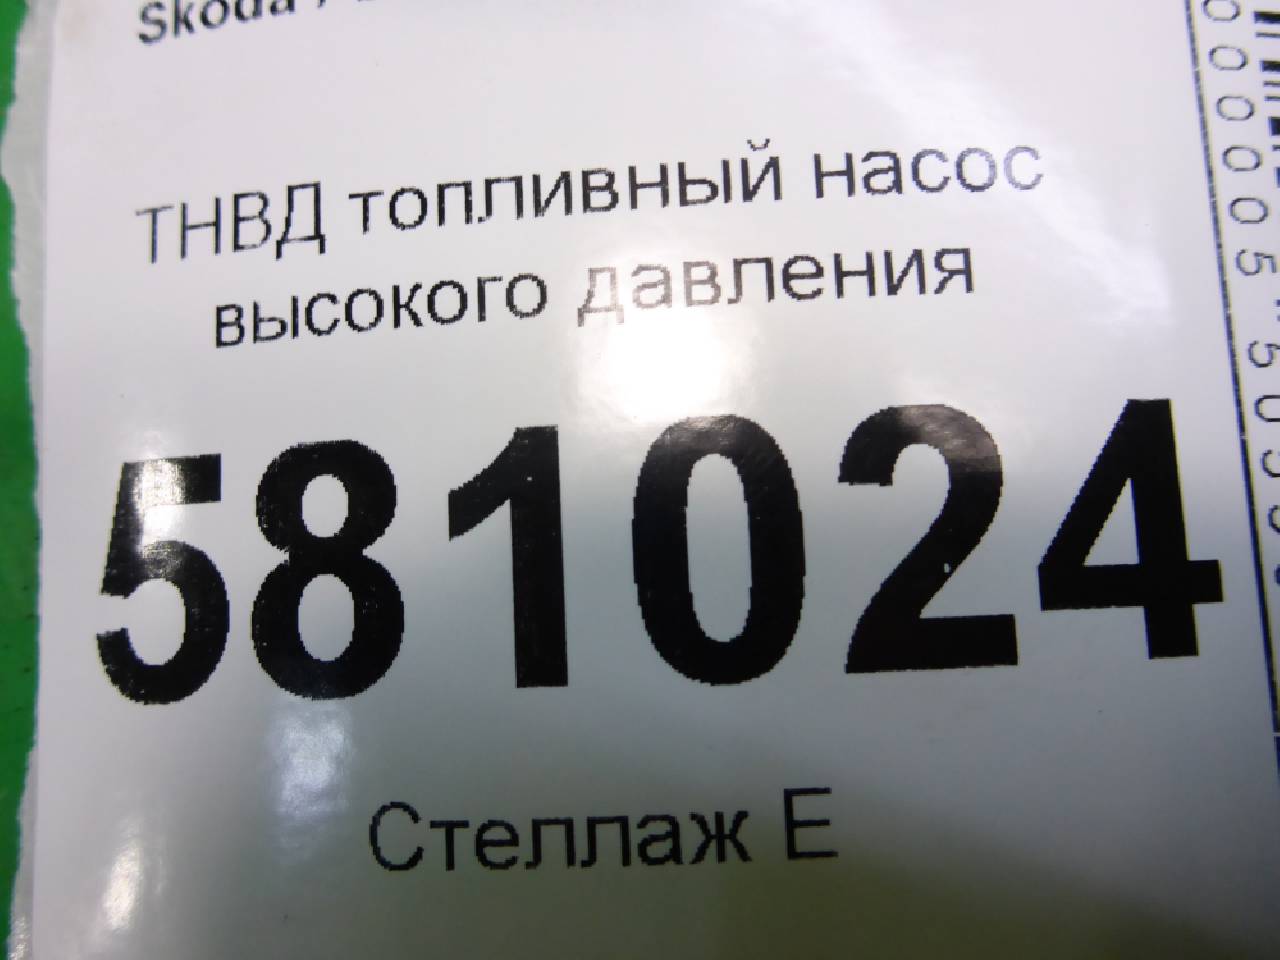 Skoda
ТНВД топливный насос
высокого давления
581024
Стеллаж Е